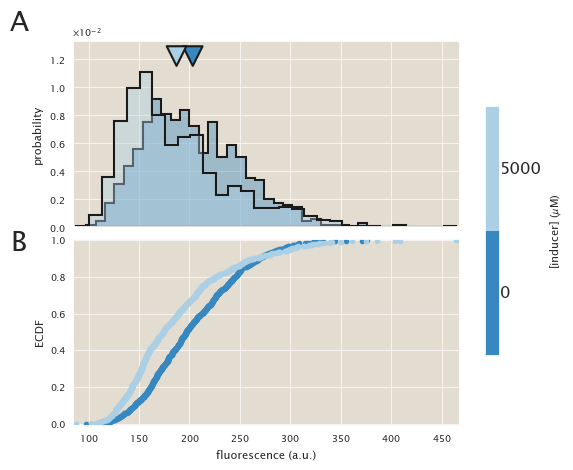 A
×10⁻²
1.2
1.0
0.8
0.6
0.4
0.2
0.0
probability
B
1.0
0.8
0.6
0.4
0.2
0.0
ECDF
100 150 200 250 300 350 400 450
fluorescence (a.u.)
5000
0
[inducer] (μM)